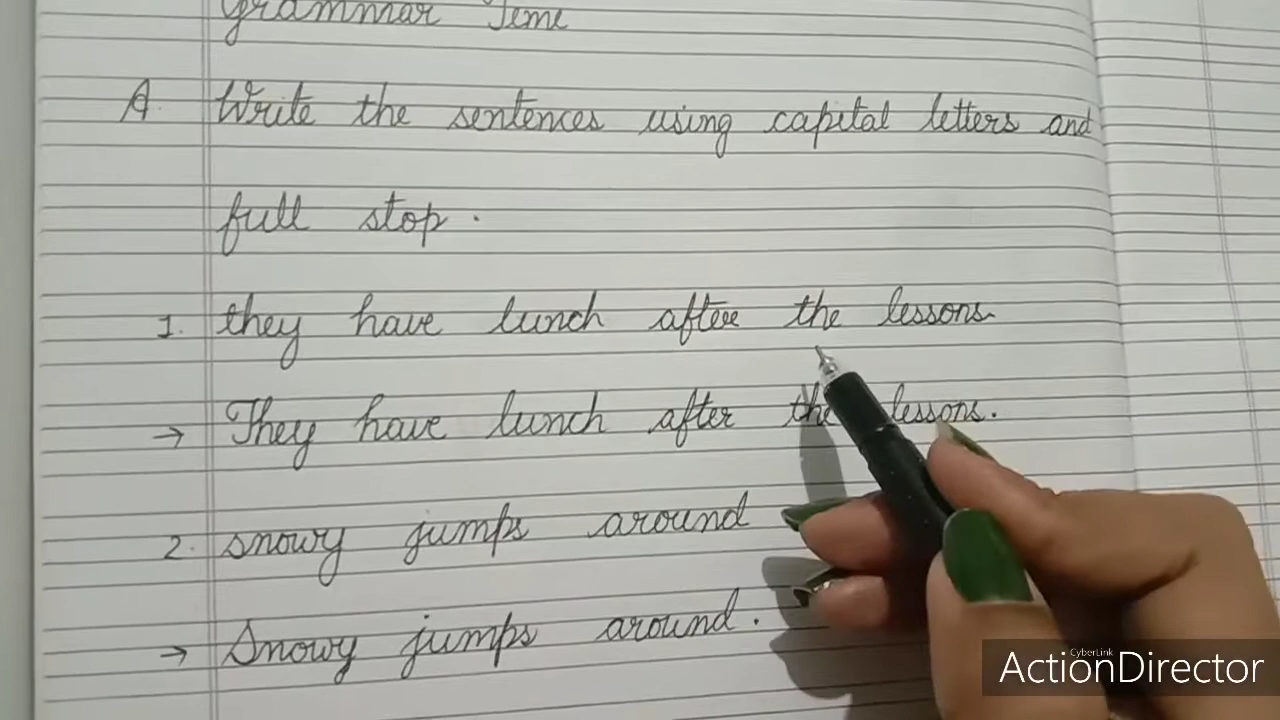 Grammar Time
A. Write the sentences using capital letters and
full stop.
1. they have lunch after the lessons
→ They have lunch after the lessons.
2. snowy jumps around
→ Snowy jumps around.
CyberLink
ActionDirector